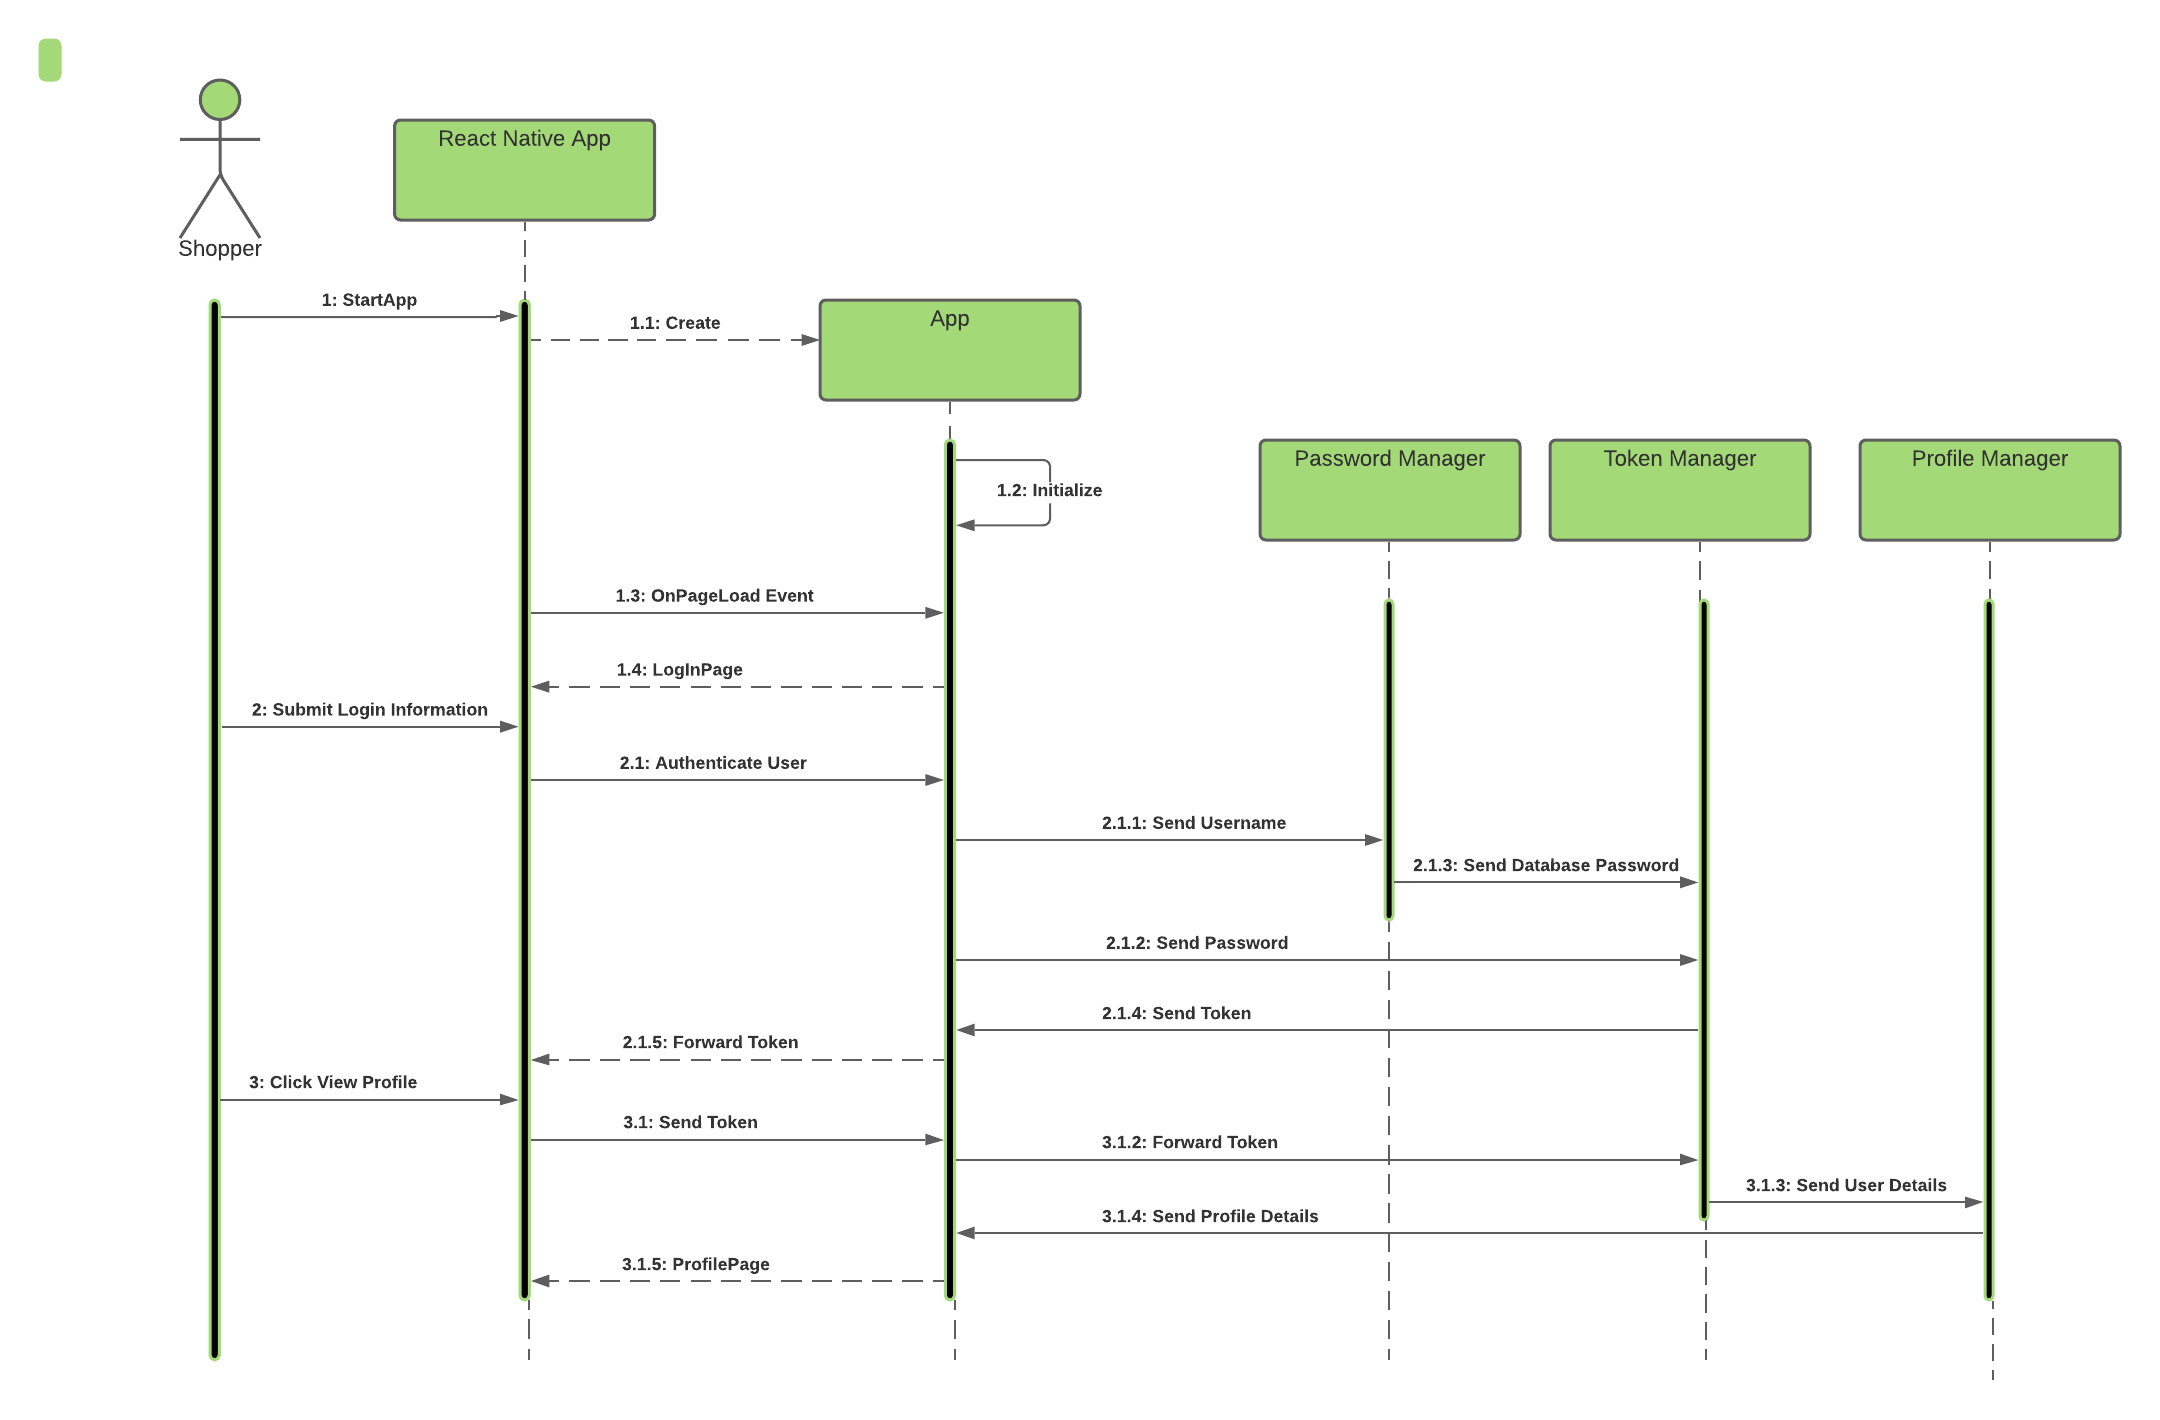 React Native App
Shopper
1: StartApp
1.1: Create
App
Password Manager
Token Manager
Profile Manager
1.2: Initialize
1.3: OnPageLoad Event
1.4: LogInPage
2: Submit Login Information
2.1: Authenticate User
2.1.1: Send Username
2.1.3: Send Database Password
2.1.2: Send Password
2.1.4: Send Token
2.1.5: Forward Token
3: Click View Profile
3.1: Send Token
3.1.2: Forward Token
3.1.3: Send User Details
3.1.4: Send Profile Details
3.1.5: ProfilePage